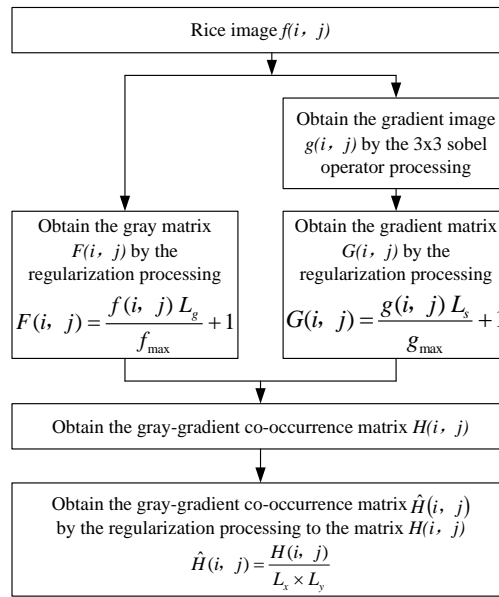 Rice image f(i, j)
Obtain the gradient image
g(i, j) by the 3x3 sobel
operator processing
Obtain the gray matrix
F(i, j) by the
regularization processing
F(i, j) = f(i, j) L_g / f_max + 1
Obtain the gradient matrix
G(i, j) by the
regularization processing
G(i, j) = g(i, j) L_s / g_max + 1
Obtain the gray-gradient co-occurrence matrix H(i, j)
Obtain the gray-gradient co-occurrence matrix Ĥ(i, j)
by the regularization processing to the matrix H(i, j)
Ĥ(i, j) = H(i, j) / L_x × L_y